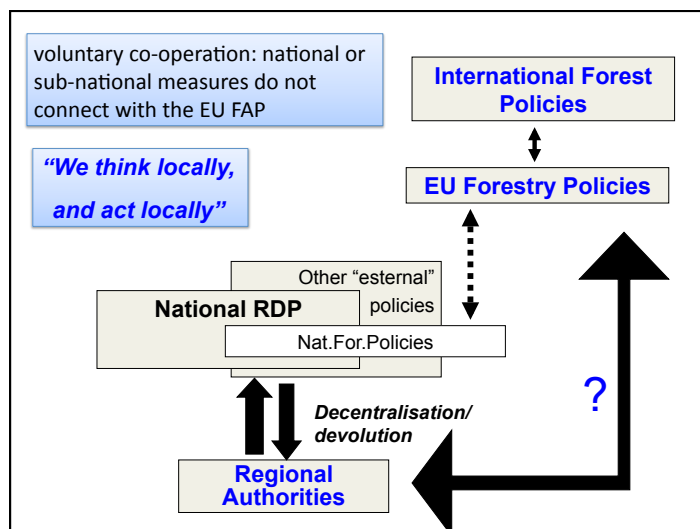 voluntary co-operation: national or
sub-national measures do not
connect with the EU FAP
International Forest
Policies
“We think locally,
and act locally”
EU Forestry Policies
Other “esternal”
policies
National RDP
Nat.For.Policies
?
Decentralisation/
devolution
Regional
Authorities